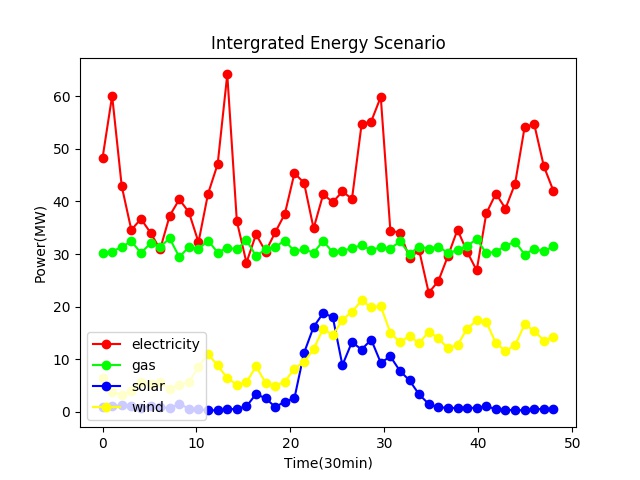 Intergrated Energy Scenario
Power(MW)
60
50
40
30
20
10
0
electricity
gas
solar
wind
0 10 20 30 40 50
Time(30min)